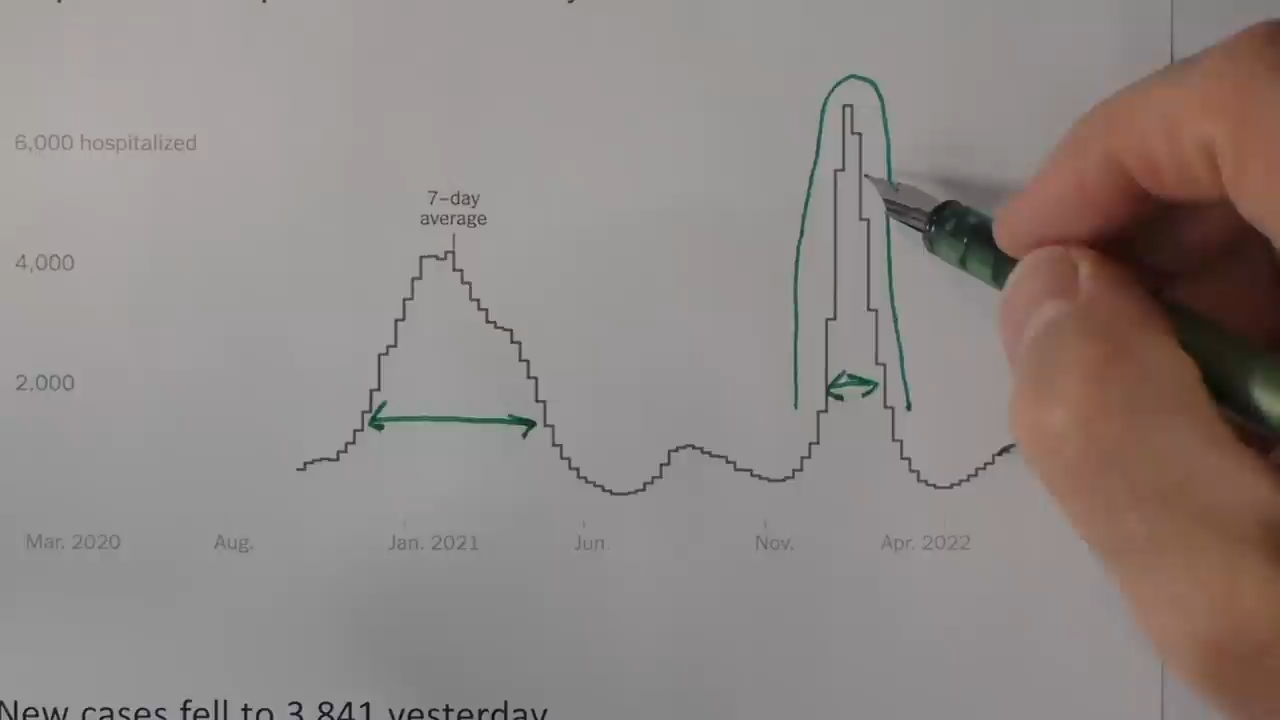 6,000 hospitalized
7-day
average
4,000
2,000
Mar. 2020 Aug. Jan. 2021 Jun. Nov. Apr. 2022
New cases fell to 3,841 yesterday